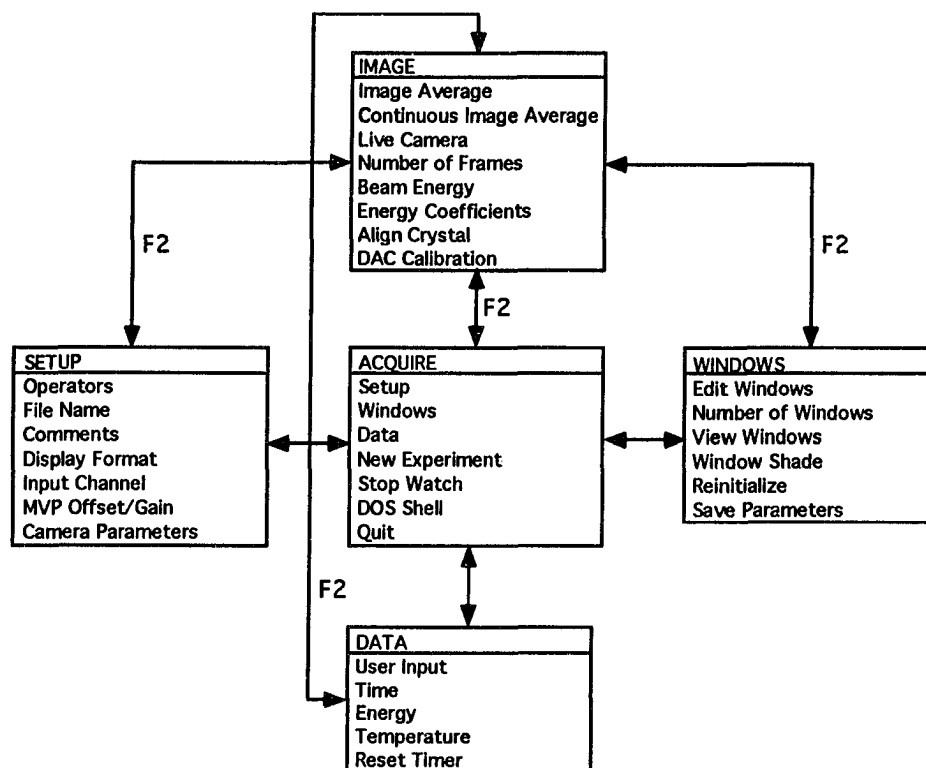 IMAGE
Image Average
Continuous Image Average
Live Camera
Number of Frames
Beam Energy
Energy Coefficients
Align Crystal
DAC Calibration
F2
F2
F2
SETUP
Operators
File Name
Comments
Display Format
Input Channel
MVP Offset/Gain
Camera Parameters
ACQUIRE
Setup
Windows
Data
New Experiment
Stop Watch
DOS Shell
Quit
WINDOWS
Edit Windows
Number of Windows
View Windows
Window Shade
Reinitialize
Save Parameters
F2
DATA
User Input
Time
Energy
Temperature
Reset Timer